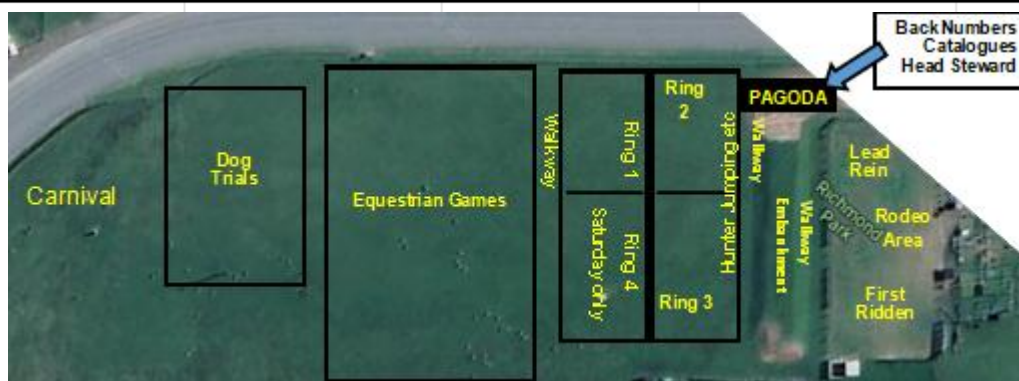 Back Numbers
Catalogues
Head Steward
PAGODA
Carnival
Dog
Trials
Equestrian Games
Walkway
Ring 1
Ring 4
Saturday only
Ring
2
Ring 3
Hunter Jumping etc
Walkway
Walkway
Embankment
Lead
Rein
Richmond
Park
Rodeo
Area
First
Ridden